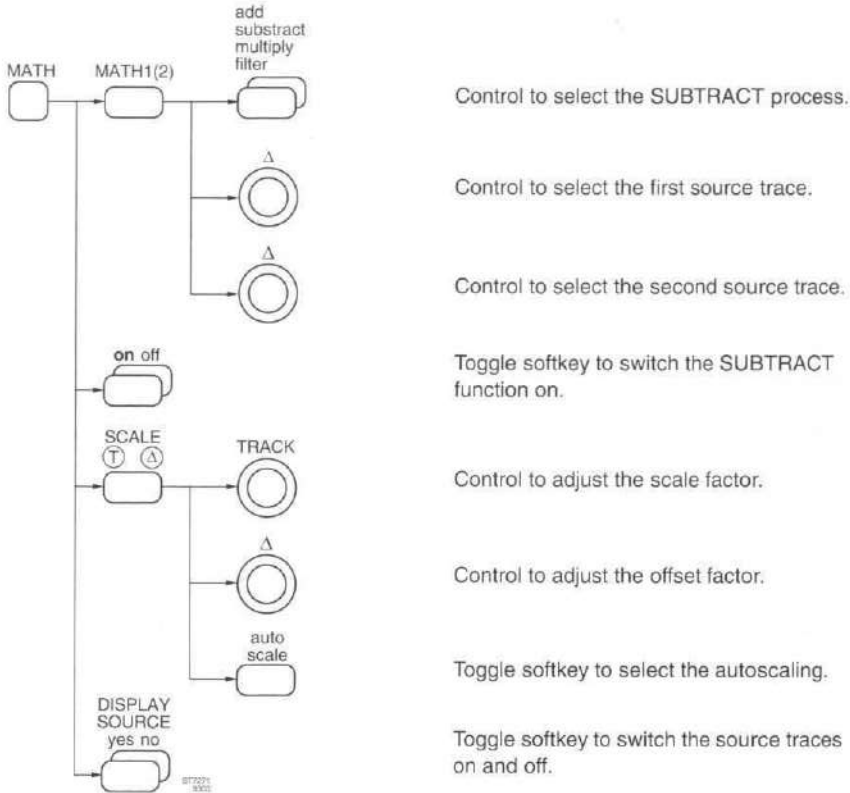 add
substract
multiply
filter
MATH MATH1(2)
Control to select the SUBTRACT process.
Δ
Control to select the first source trace.
Δ
Control to select the second source trace.
on off
Toggle softkey to switch the SUBTRACT
function on.
SCALE
T Δ
TRACK
Control to adjust the scale factor.
Δ
Control to adjust the offset factor.
auto
scale
Toggle softkey to select the autoscaling.
DISPLAY
SOURCE
yes no
Toggle softkey to switch the source traces
on and off.
ST7271
9303